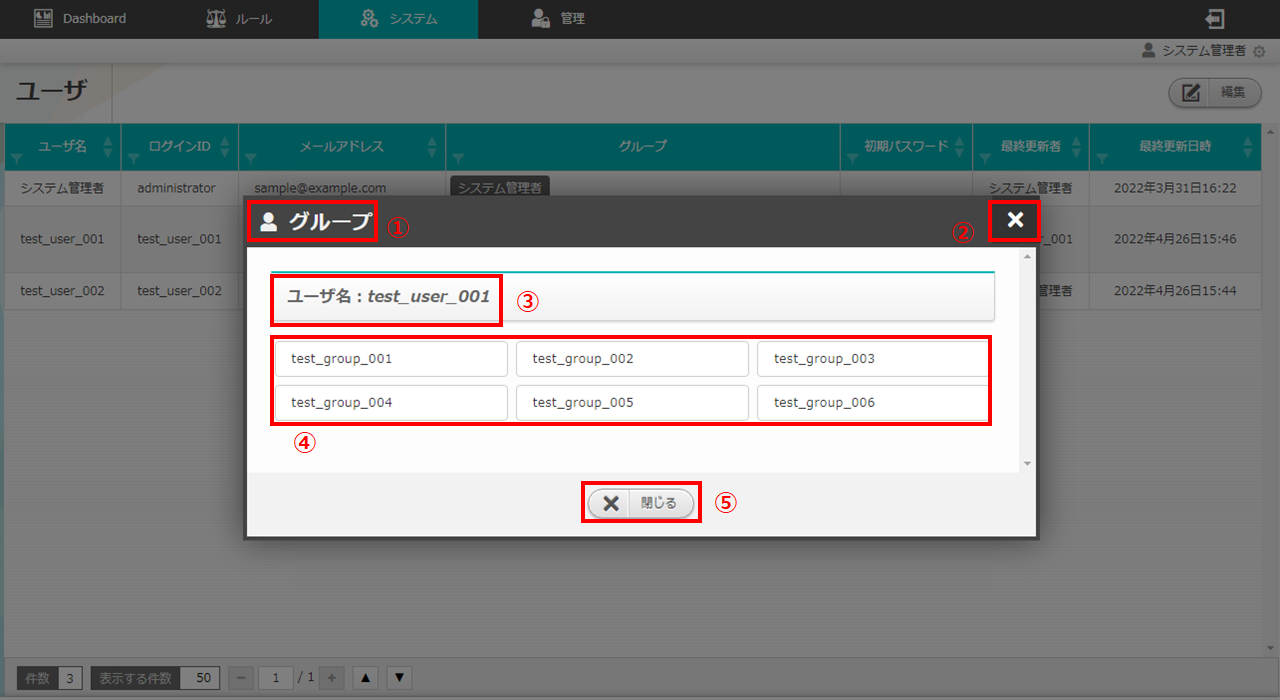 Dashboard ルール システム 管理
システム管理者
ユーザ
編集
ユーザ名 ログインID メールアドレス グループ 初期パスワード 最終更新者 最終更新日時
システム管理者 administrator sample@example.com システム管理者 システム管理者 2022年3月31日16:22
グループ ① ②
test_user_001 test_user_001 _001 2022年4月26日15:46
test_user_002 test_user_002 管理者 2022年4月26日15:44
ユーザ名：test_user_001 ③
test_group_001 test_group_002 test_group_003
test_group_004 test_group_005 test_group_006
④
閉じる ⑤
件数 3 表示する件数 50 − 1 / 1 + ▲ ▼